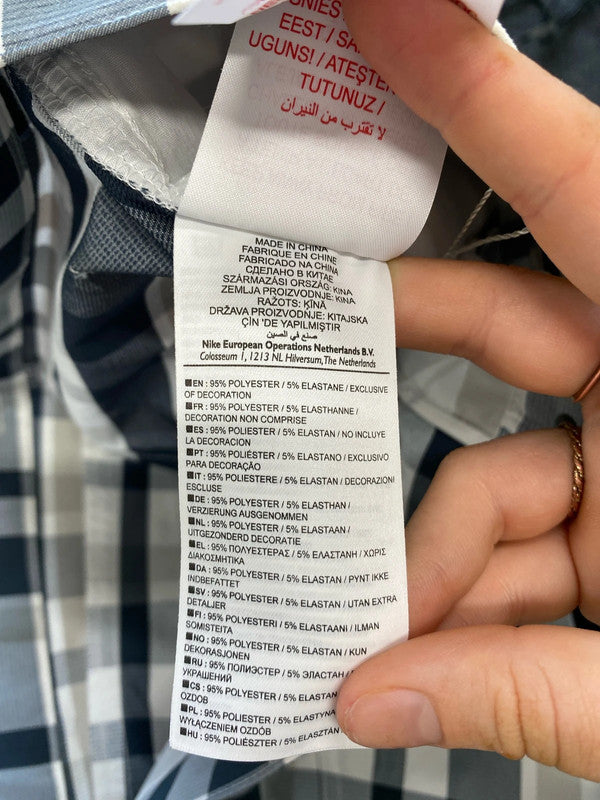 EEST / SA
UGUNS! / ATEŞTEN
TUTUNUZ /
لا تقترب من النيران
MADE IN CHINA
FABRIQUE EN CHINE
FABRICADO NA CHINA
СДЕЛАНО В КИТАЕ
SZÁRMAZÁSI ORSZÁG: KÍNA
ZEMLJA PROIZVODNJE: KINA
RAŽOTS: ĶĪNĀ
DRŽAVA PROIZVODNJE: KITAJSKA
ÇİN 'DE YAPILMIŞTIR
صنع في الصين
Nike European Operations Netherlands B.V.
Colosseum 1, 1213 NL Hilversum, The Netherlands
EN : 95% POLYESTER / 5% ELASTANE / EXCLUSIVE
OF DECORATION
FR : 95% POLYESTER / 5% ELASTHANNE /
DECORATION NON COMPRISE
ES : 95% POLIESTER / 5% ELASTAN / NO INCLUYE
LA DECORACION
PT : 95% POLIÉSTER / 5% ELASTANO / EXCLUSIVO
PARA DECORAÇÃO
IT : 95% POLIESTERE / 5% ELASTAN / DECORAZIONI
ESCLUSE
DE : 95% POLYESTER / 5% ELASTHAN /
VERZIERUNG AUSGENOMMEN
NL : 95% POLYESTER / 5% ELASTAAN /
UITGEZONDERD DECORATIE
EL : 95% ΠΟΛΥΕΣΤΕΡΑΣ / 5% ΕΛΑΣΤΑΝΗ / ΧΩΡΙΣ
ΔΙΑΚΟΣΜΗΤΙΚΑ
DA : 95% POLYESTER / 5% ELASTAN / PYNT IKKE
INDBEFATTET
SV : 95% POLYESTER / 5% ELASTAN / UTAN EXTRA
DETALJER
FI : 95% POLYESTERI / 5% ELASTAANI / ILMAN
SOMISTEITA
NO : 95% POLYESTER / 5% ELASTAN / KUN
DEKORASJONEN
RU : 95% ПОЛИЭСТЕР / 5% ЭЛАСТАН /
УКРАШЕНИЙ
CS : 95% POLYESTER / 5% ELASTAN
OZDÓB
PL : 95% POLIESTER / 5% ELASTYNA
WYŁĄCZENIEM OZDÓB
HU : 95% POLIÉSZTER / 5% ELASZTÁN